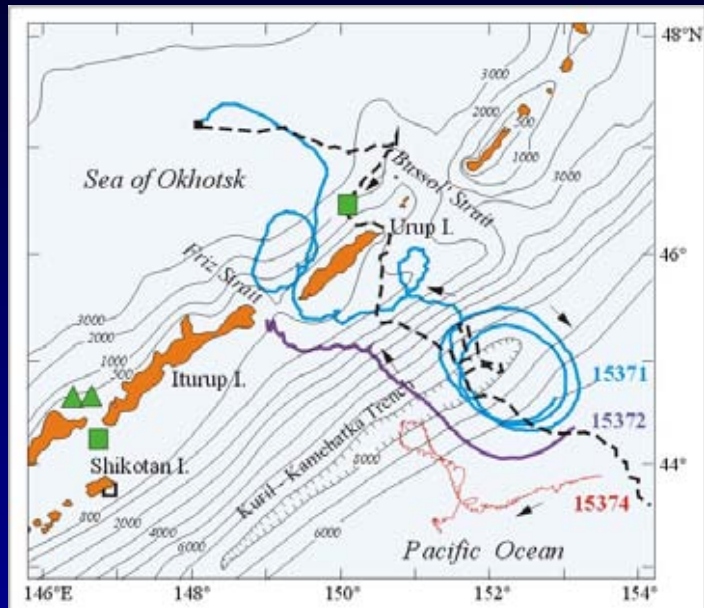 48°N
3000
2000
500
1000
3000
Sea of Okhotsk
Bussol' Strait
Urup I.
46°
Friz Strait
3000
2000
1000
500
Iturup I.
15371
15372
Kuril - Kamchatka Trench
8000
44°
Shikotan I.
15374
800
2000
4000
6000
6000
Pacific Ocean
146°E
148°
150°
152°
154°